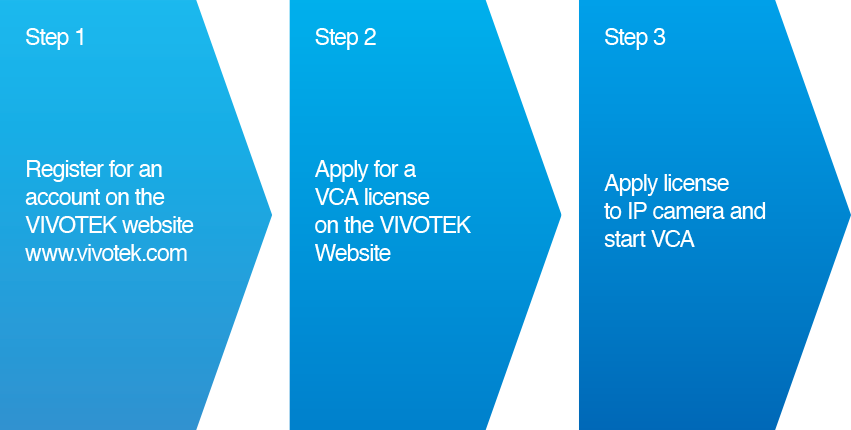 Step 1
Register for an
account on the
VIVOTEK website
www.vivotek.com
Step 2
Apply for a
VCA license
on the VIVOTEK
Website
Step 3
Apply license
to IP camera and
start VCA